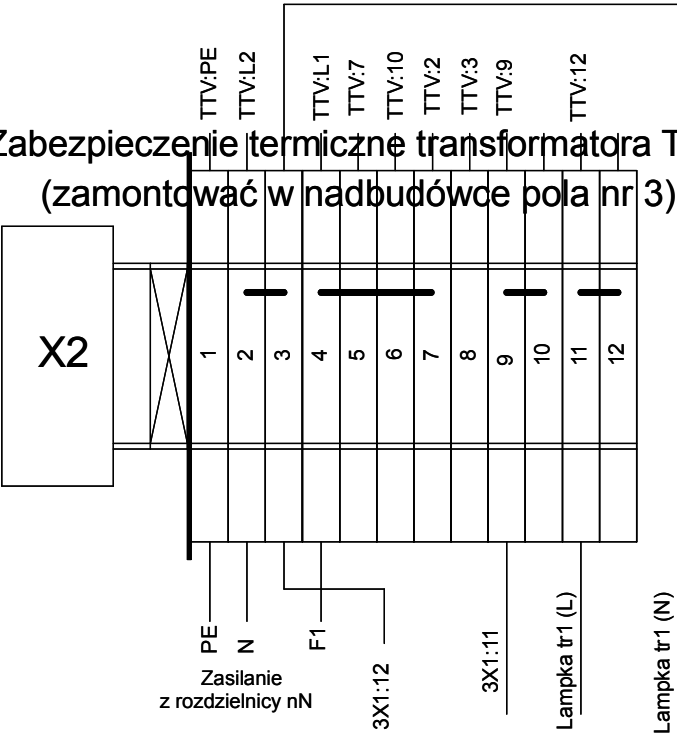 TTV:PE
TTV:L2
TTV:L1
TTV:7
TTV:10
TTV:2
TTV:3
TTV:9
TTV:12
Zabezpieczenie termiczne transformatora T
(zamontować w nadbudówce pola nr 3)
X2
1
2
3
4
5
6
7
8
9
10
11
12
PE
N
F1
Zasilanie
z rozdzielnicy nN
3X1:12
3X1:11
Lampka tr1 (L)
Lampka tr1 (N)